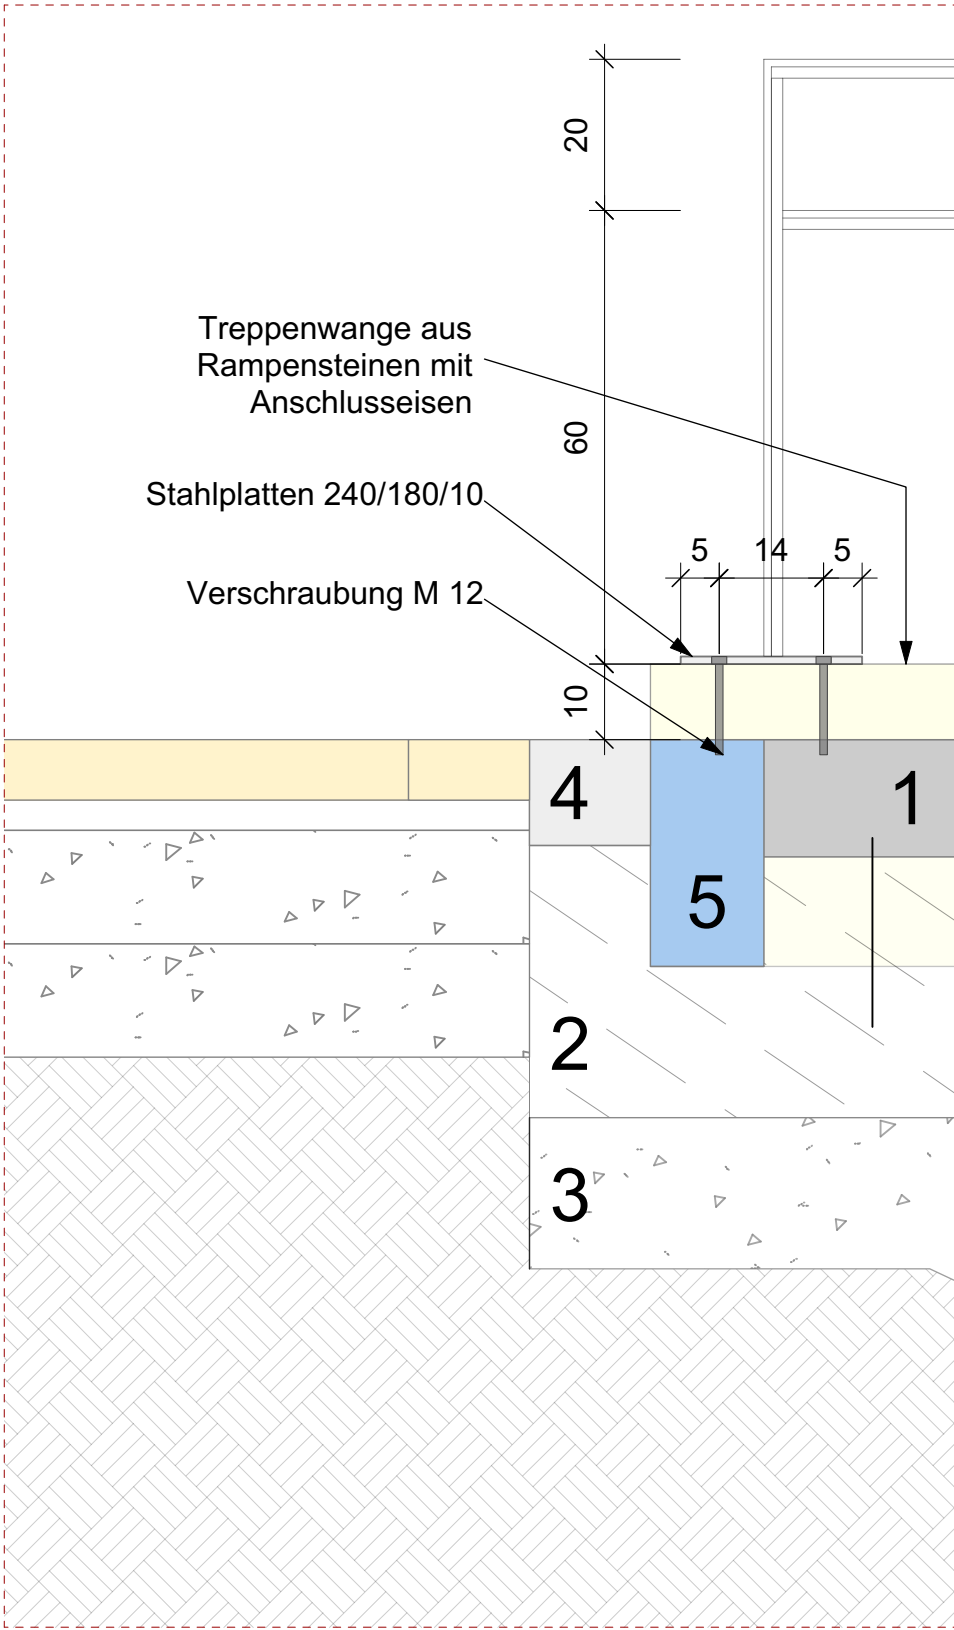 20
Treppenwange aus
Rampensteinen mit
Anschlusseisen
60
Stahlplatten 240/180/10
5 14 5
Verschraubung M 12
10
4
1
5
2
3